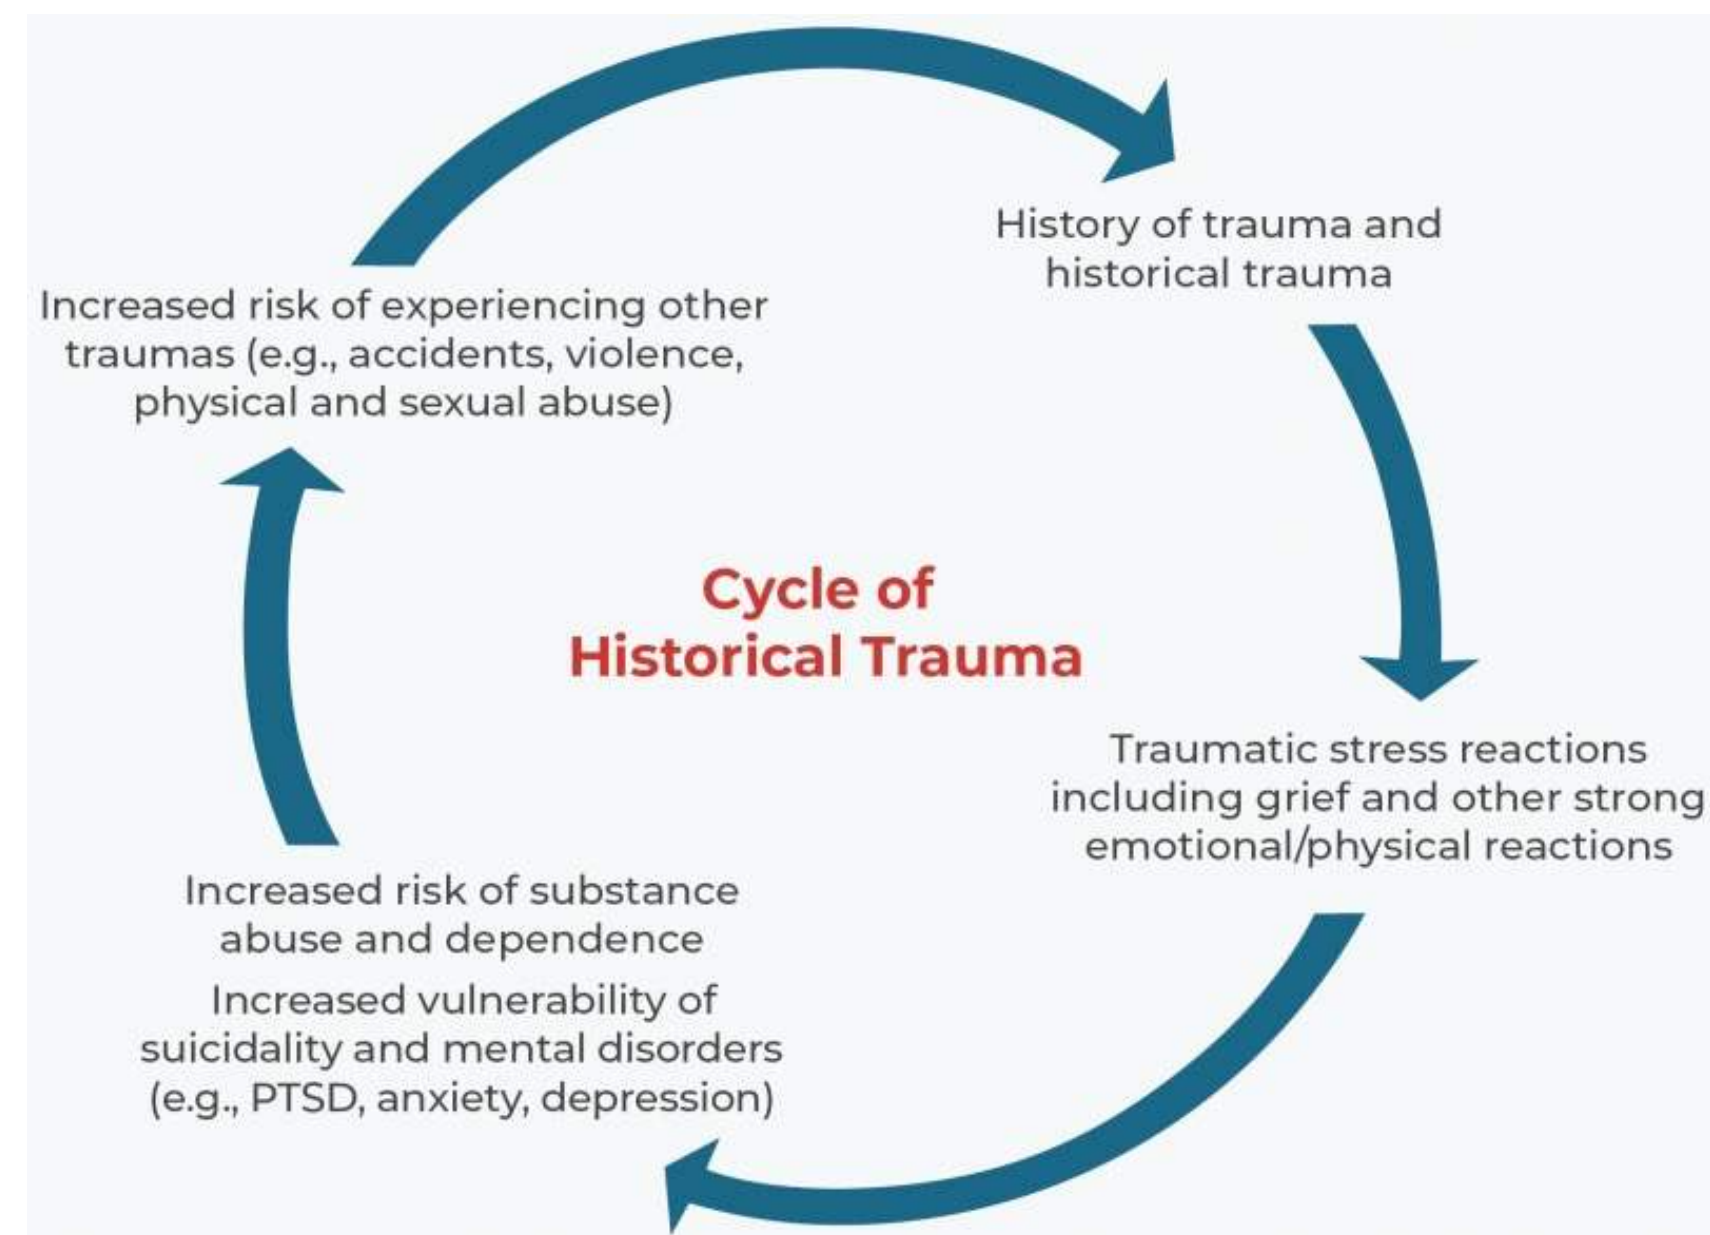 History of trauma and
historical trauma
Increased risk of experiencing other
traumas (e.g., accidents, violence,
physical and sexual abuse)
Cycle of
Historical Trauma
Traumatic stress reactions
including grief and other strong
emotional/physical reactions
Increased risk of substance
abuse and dependence
Increased vulnerability of
suicidality and mental disorders
(e.g., PTSD, anxiety, depression)